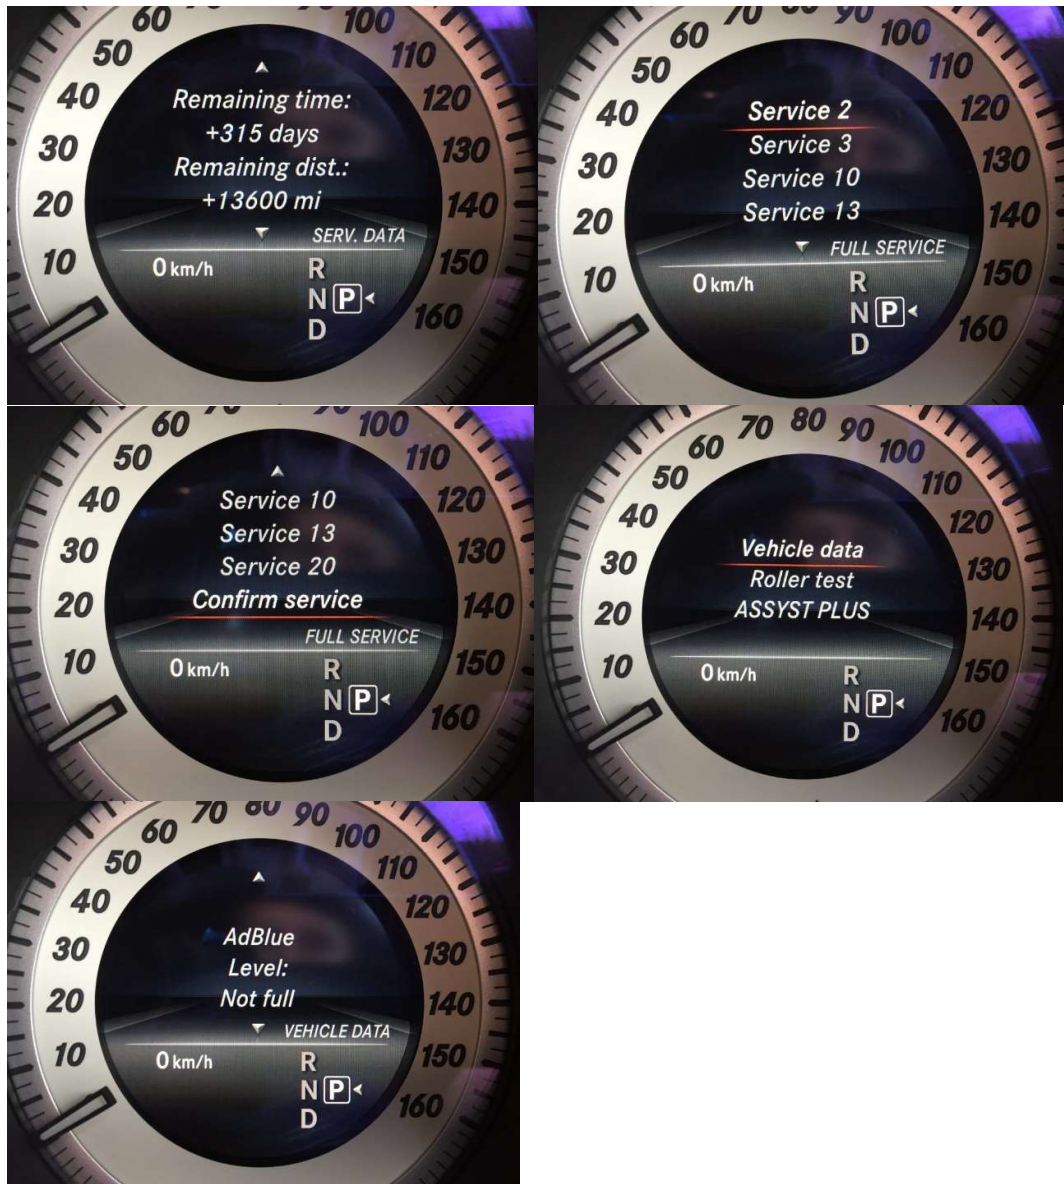 60 100
50 110
Remaining time:
40 120
+315 days
30 130
Remaining dist.:
+13600 mi
20 140
SERV. DATA
10 150
0 km/h R
N P
160
D
70 90
60 100
50 110
Service 2
40 120
Service 3
30 130
Service 10
Service 13
20 140
FULL SERVICE
10 150
0 km/h R
N P
160
D
60 100
50 110
Service 10
40 120
Service 13
30 130
Service 20
Confirm service
20 140
FULL SERVICE
10 150
0 km/h R
N P
160
D
70 80 90
60 100
50 110
40 120
Vehicle data
30 130
Roller test
ASSYST PLUS
20 140
10 150
0 km/h R
N P
160
D
70 80 90
60 100
50 110
40 120
AdBlue
30 130
Level:
Not full
20 140
VEHICLE DATA
10 150
0 km/h R
N P
160
D